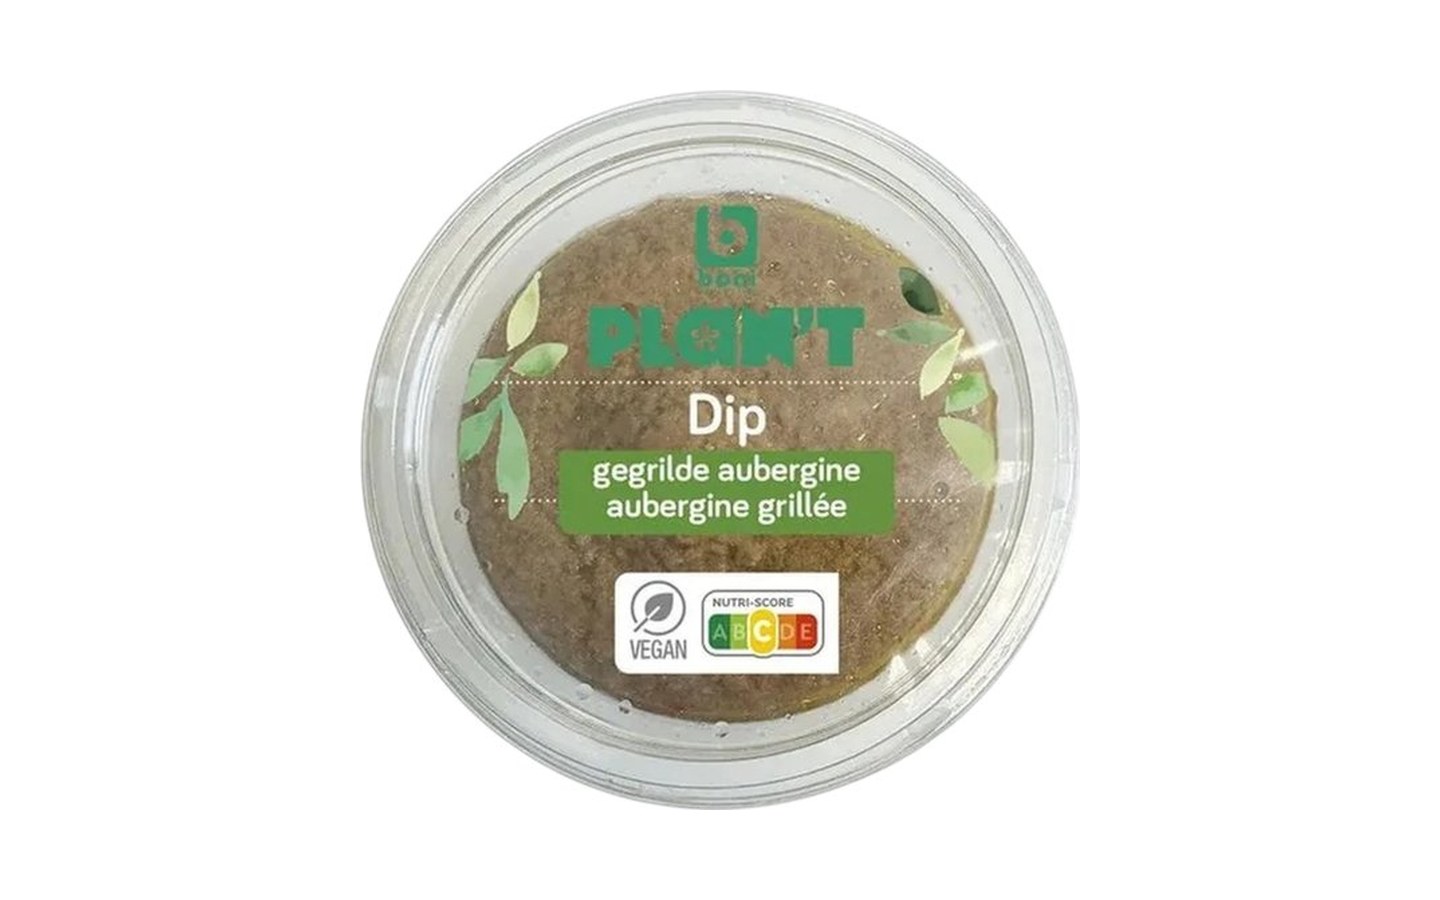 boni
PLAN'T
Dip
gegrilde aubergine
aubergine grillée
NUTRI-SCORE
A B C D E
VEGAN